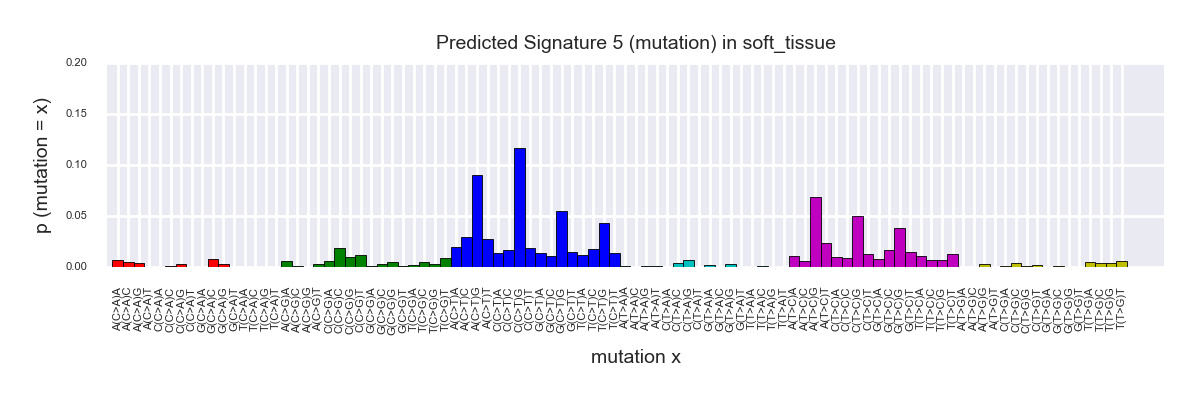 Predicted Signature 5 (mutation) in soft_tissue
p (mutation = x)
0.20
0.15
0.10
0.05
0.00
A(C>A)A
A(C>A)C
A(C>A)G
A(C>A)T
C(C>A)A
C(C>A)C
C(C>A)G
C(C>A)T
G(C>A)A
G(C>A)C
G(C>A)G
G(C>A)T
T(C>A)A
T(C>A)C
T(C>A)G
T(C>A)T
A(C>G)A
A(C>G)C
A(C>G)G
A(C>G)T
C(C>G)A
C(C>G)C
C(C>G)G
C(C>G)T
G(C>G)A
G(C>G)C
G(C>G)G
G(C>G)T
T(C>G)A
T(C>G)C
T(C>G)G
T(C>G)T
A(C>T)A
A(C>T)C
A(C>T)G
A(C>T)T
C(C>T)A
C(C>T)C
C(C>T)G
C(C>T)T
G(C>T)A
G(C>T)C
G(C>T)G
G(C>T)T
T(C>T)A
T(C>T)C
T(C>T)G
T(C>T)T
A(T>A)A
A(T>A)C
A(T>A)G
A(T>A)T
C(T>A)A
C(T>A)C
C(T>A)G
C(T>A)T
G(T>A)A
G(T>A)C
G(T>A)G
G(T>A)T
T(T>A)A
T(T>A)C
T(T>A)G
T(T>A)T
A(T>C)A
A(T>C)C
A(T>C)G
A(T>C)T
C(T>C)A
C(T>C)C
C(T>C)G
C(T>C)T
G(T>C)A
G(T>C)C
G(T>C)G
G(T>C)T
T(T>C)A
T(T>C)C
T(T>C)G
T(T>C)T
A(T>G)A
A(T>G)C
A(T>G)G
A(T>G)T
C(T>G)A
C(T>G)C
C(T>G)G
C(T>G)T
G(T>G)A
G(T>G)C
G(T>G)G
G(T>G)T
T(T>G)A
T(T>G)C
T(T>G)G
T(T>G)T
mutation x